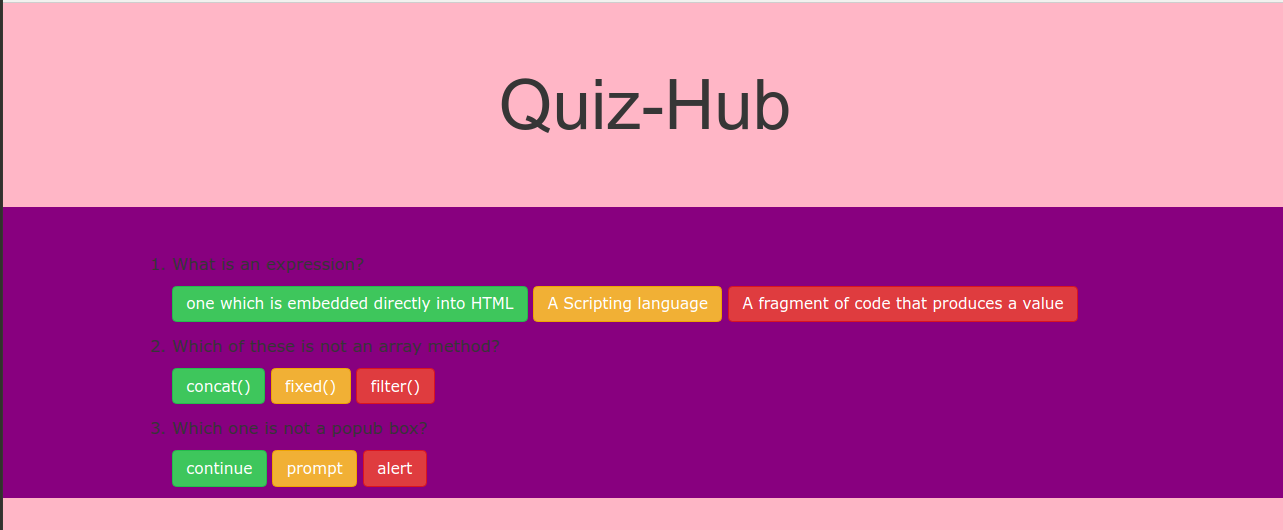 Quiz-Hub
1. What is an expression?
one which is embedded directly into HTML A Scripting language A fragment of code that produces a value
2. Which of these is not an array method?
concat() fixed() filter()
3. Which one is not a popub box?
continue prompt alert